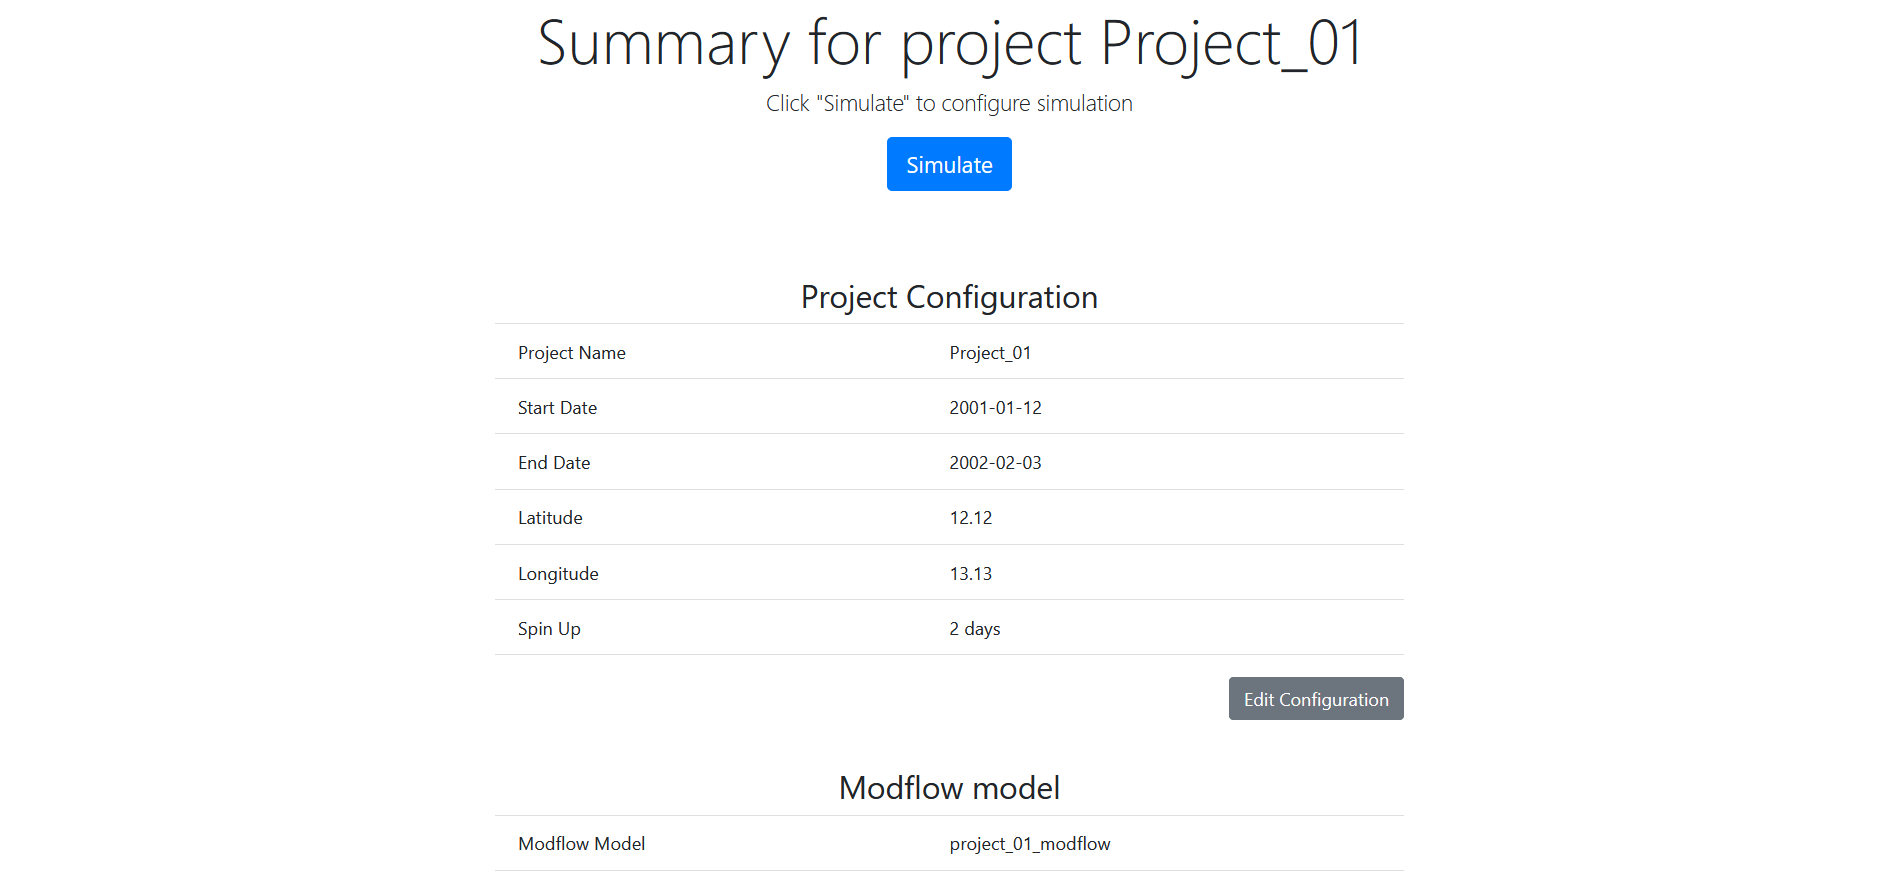 Summary for project Project_01
Click "Simulate" to configure simulation
Simulate
Project Configuration
Project Name Project_01
Start Date 2001-01-12
End Date 2002-02-03
Latitude 12.12
Longitude 13.13
Spin Up 2 days
Edit Configuration
Modflow model
Modflow Model project_01_modflow